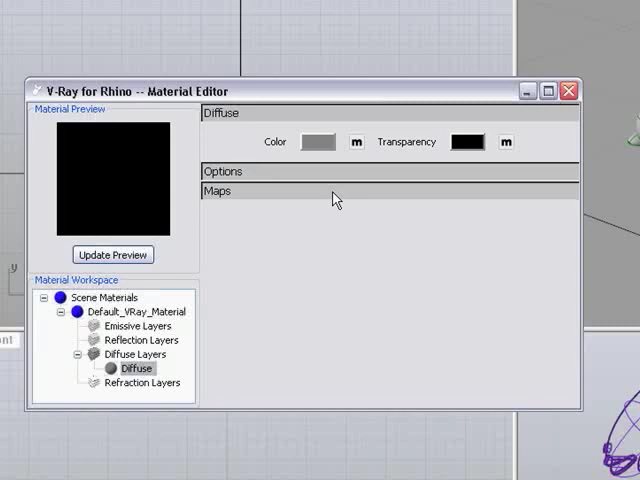 V-Ray for Rhino -- Material Editor
Material Preview
Diffuse
Color m Transparency m
Options
Maps
Update Preview
Material Workspace
Scene Materials
Default_VRay_Material
Emissive Layers
Reflection Layers
Diffuse Layers
Diffuse
Refraction Layers
y